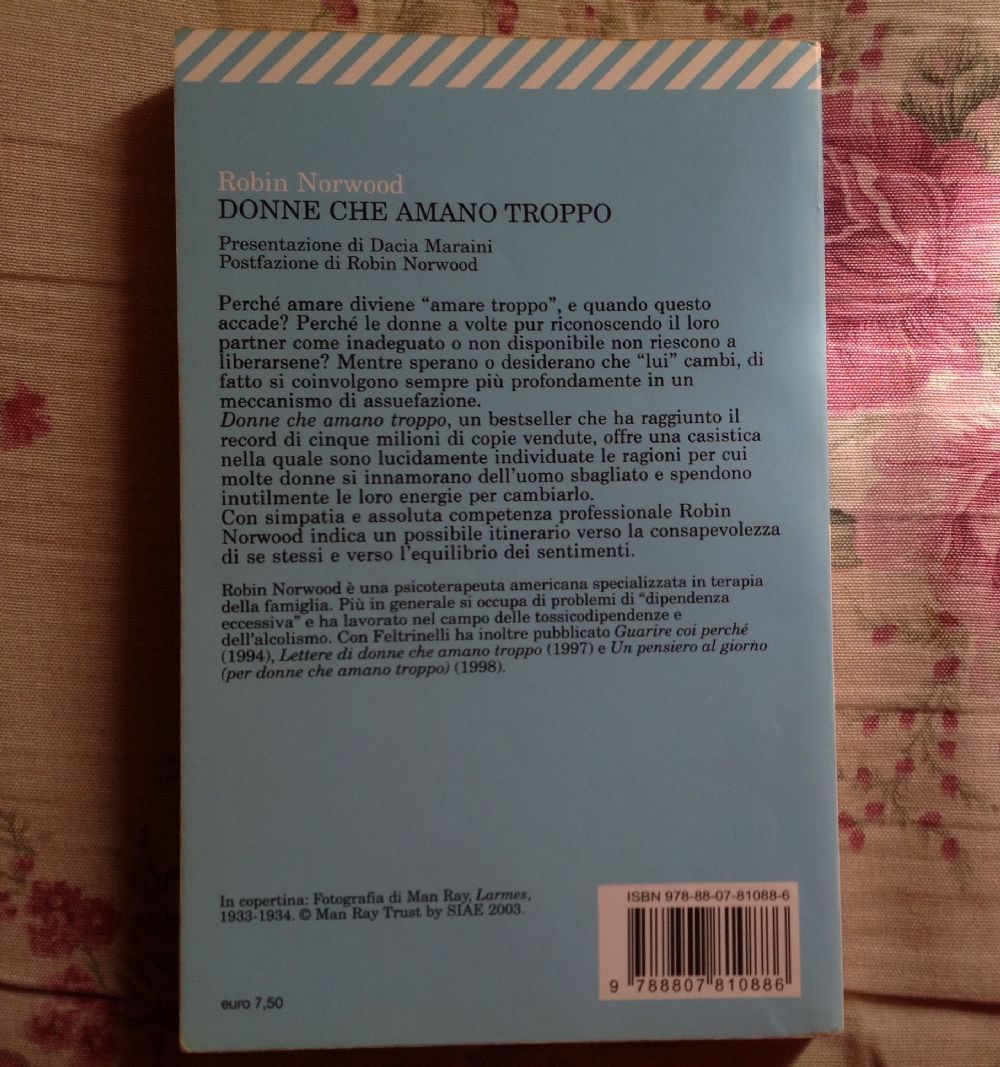 Robin Norwood
DONNE CHE AMANO TROPPO
Presentazione di Dacia Maraini
Postfazione di Robin Norwood
Perché amare diviene “amare troppo”, e quando questo
accade? Perché le donne a volte pur riconoscendo il loro
partner come inadeguato o non disponibile non riescono a
liberarsene? Mentre sperano o desiderano che “lui” cambi, di
fatto si coinvolgono sempre più profondamente in un
meccanismo di assuefazione.
Donne che amano troppo, un bestseller che ha raggiunto il
record di cinque milioni di copie vendute, offre una casistica
nella quale sono lucidamente individuate le ragioni per cui
molte donne si innamorano dell’uomo sbagliato e spendono
inutilmente le loro energie per cambiarlo.
Con simpatia e assoluta competenza professionale Robin
Norwood indica un possibile itinerario verso la consapevolezza
di se stessi e verso l’equilibrio dei sentimenti.
Robin Norwood è una psicoterapeuta americana specializzata in terapia
della famiglia. Più in generale si occupa di problemi di “dipendenza
eccessiva” e ha lavorato nel campo delle tossicodipendenze e
dell’alcolismo. Con Feltrinelli ha inoltre pubblicato Guarire coi perché
(1994), Lettere di donne che amano troppo (1997) e Un pensiero al giorno
(per donne che amano troppo) (1998).
In copertina: Fotografia di Man Ray, Larmes,
1933-1934. © Man Ray Trust by SIAE 2003.
euro 7,50
ISBN 978-88-07-81088-6
9 788807 810886